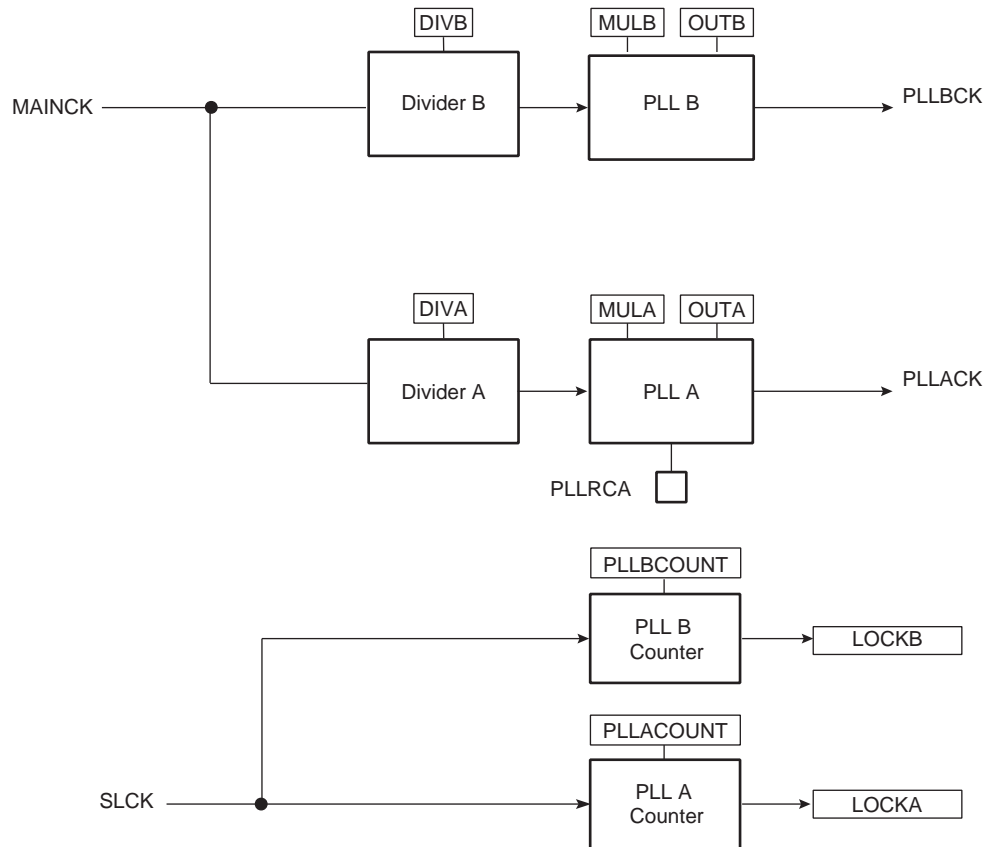 DIVB
MULB
OUTB
MAINCK
Divider B
PLL B
PLLBCK
DIVA
MULA
OUTA
Divider A
PLL A
PLLACK
PLLRCA
PLLBCOUNT
PLL B
Counter
LOCKB
PLLACOUNT
SLCK
PLL A
Counter
LOCKA